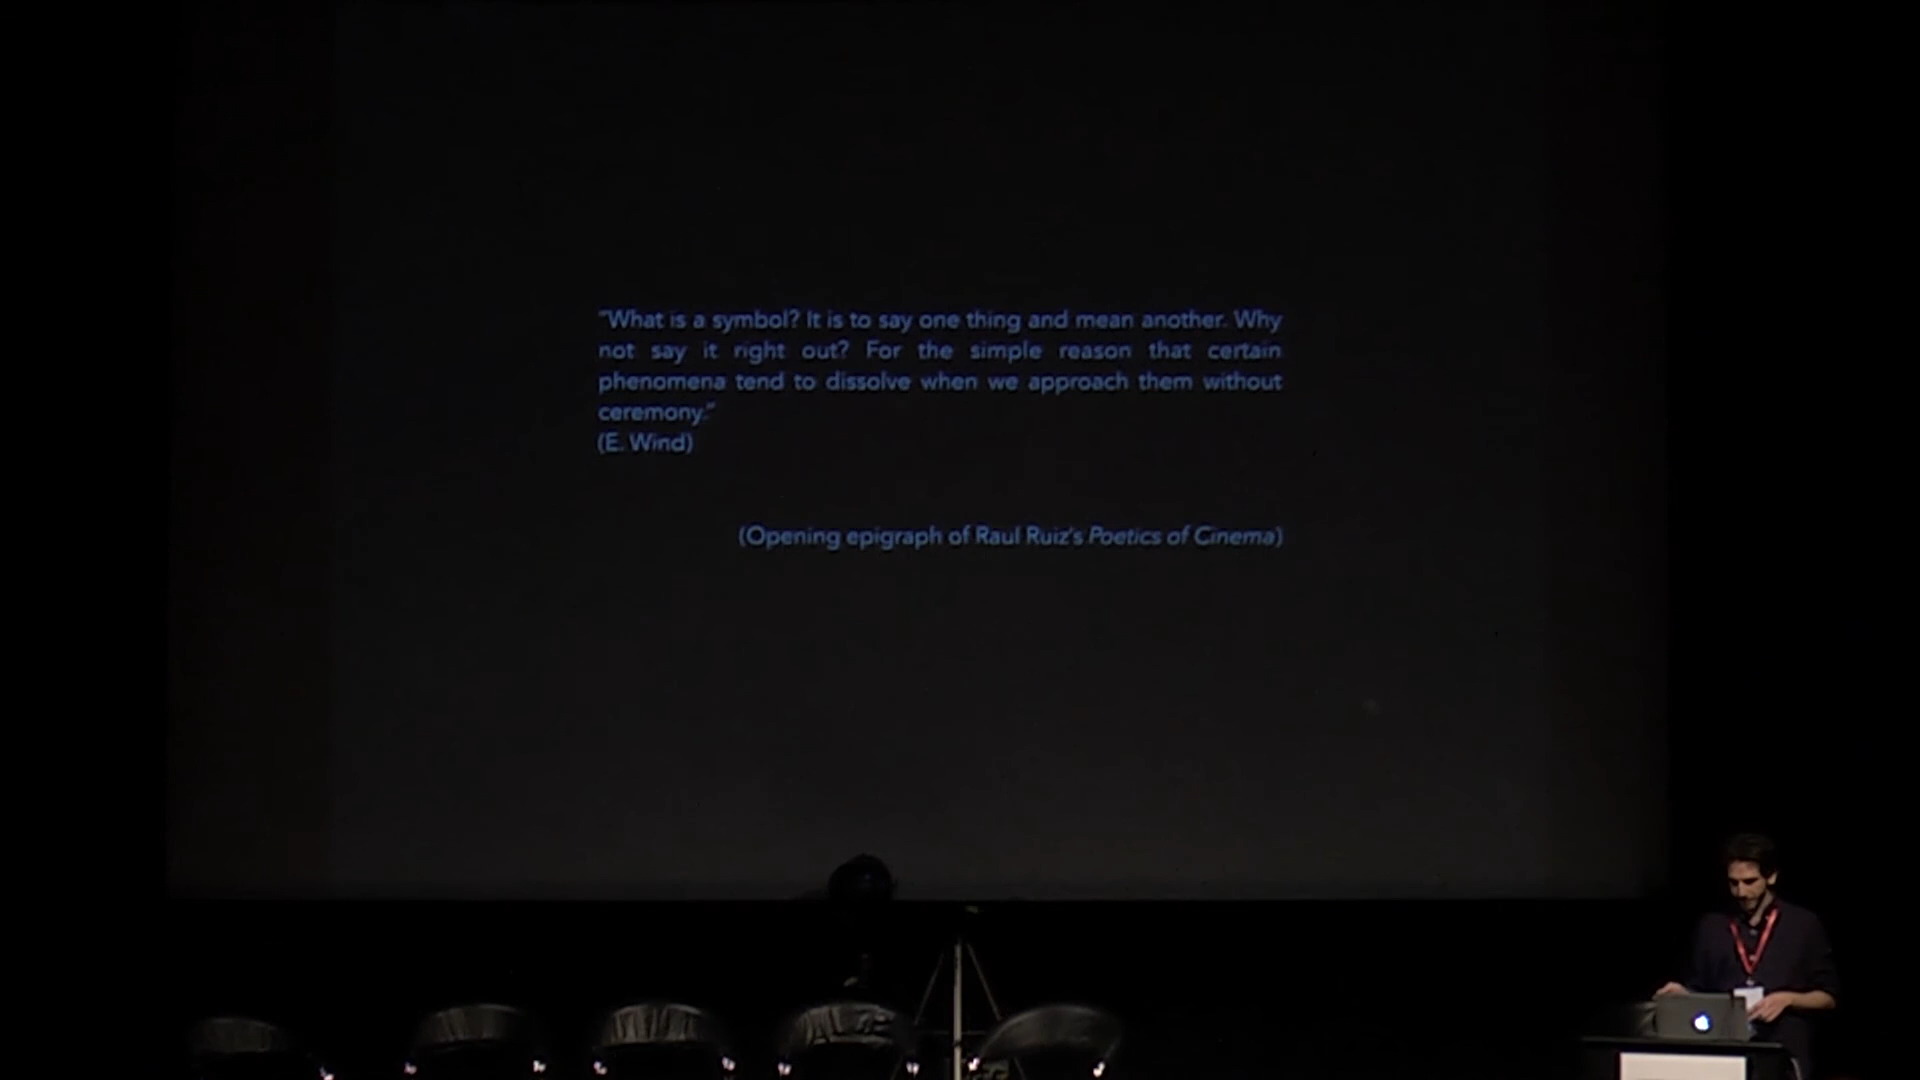 "What is a symbol? It is to say one thing and mean another. Why
not say it right out? For the simple reason that certain
phenomena tend to dissolve when we approach them without
ceremony."
(E. Wind)
(Opening epigraph of Raul Ruiz's Poetics of Cinema)